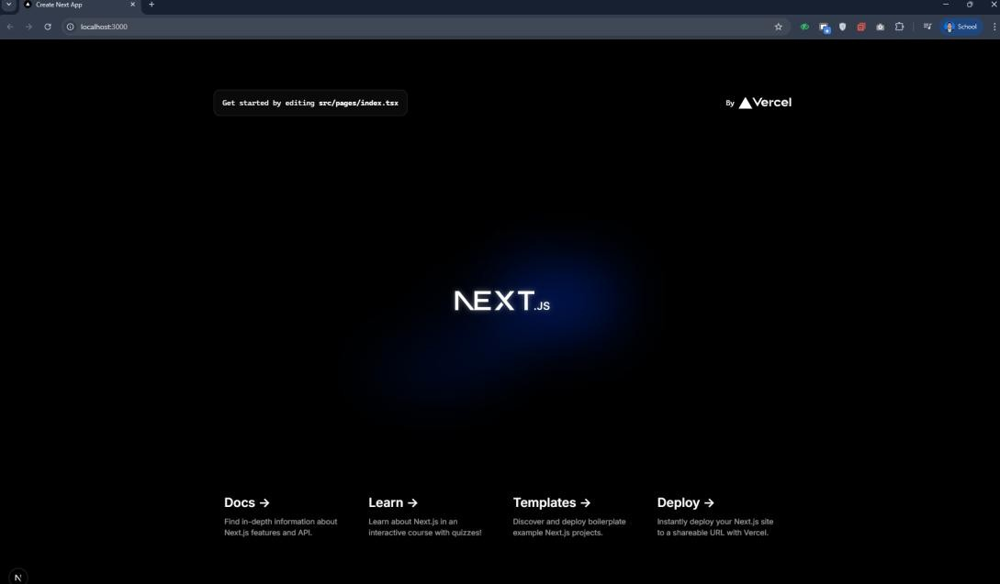 Create Next App
localhost:3000
School
Get started by editing src/pages/index.tsx
By Vercel
NEXT.JS
Docs →
Find in-depth information about
Next.js features and API.
Learn →
Learn about Next.js in an
interactive course with quizzes!
Templates →
Discover and deploy boilerplate
example Next.js projects.
Deploy →
Instantly deploy your Next.js site
to a shareable URL with Vercel.
N